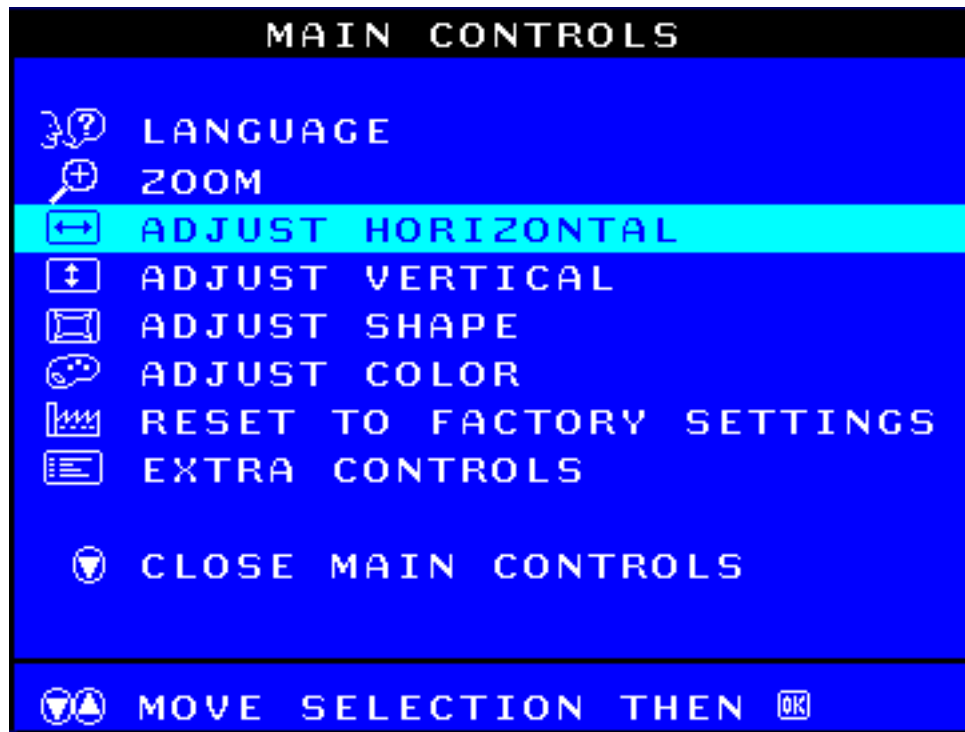 MAIN CONTROLS
LANGUAGE
ZOOM
ADJUST HORIZONTAL
ADJUST VERTICAL
ADJUST SHAPE
ADJUST COLOR
RESET TO FACTORY SETTINGS
EXTRA CONTROLS
CLOSE MAIN CONTROLS
MOVE SELECTION THEN OK